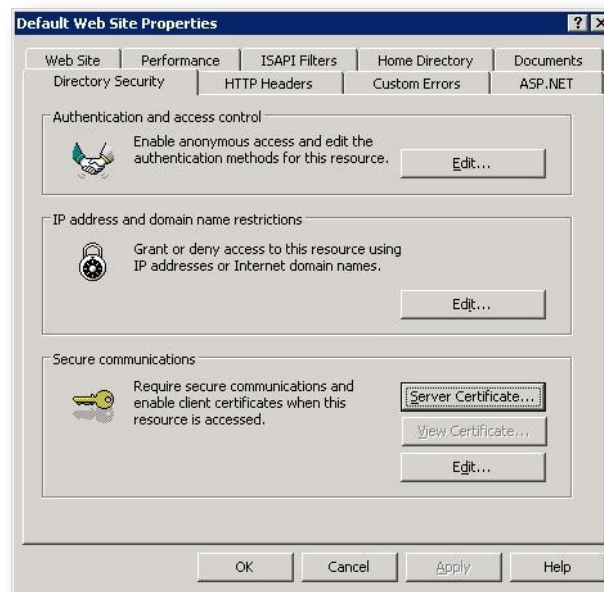 Default Web Site Properties
Web Site Performance ISAPI Filters Home Directory Documents
Directory Security HTTP Headers Custom Errors ASP.NET
Authentication and access control
Enable anonymous access and edit the
authentication methods for this resource.
Edit...
IP address and domain name restrictions
Grant or deny access to this resource using
IP addresses or Internet domain names.
Edit...
Secure communications
Require secure communications and
enable client certificates when this
resource is accessed.
Server Certificate...
View Certificate...
Edit...
OK Cancel Apply Help